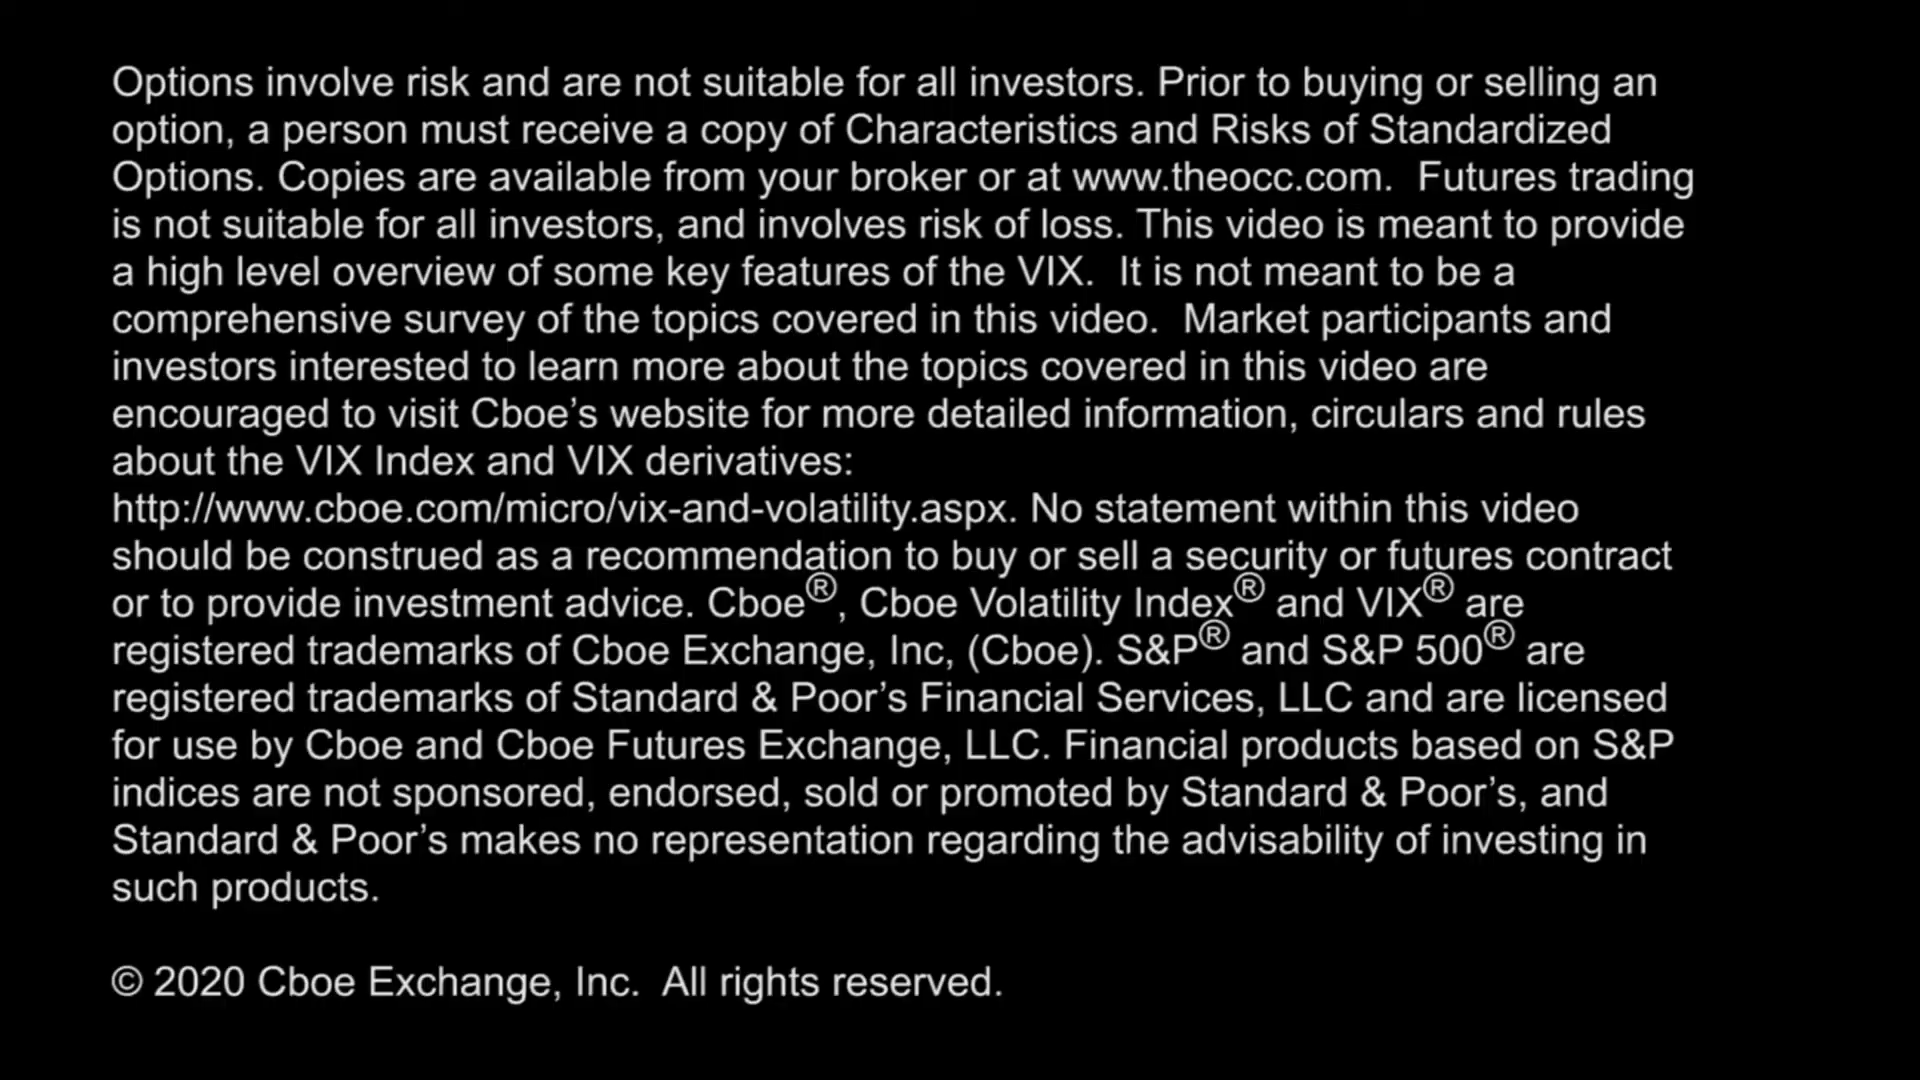 Options involve risk and are not suitable for all investors. Prior to buying or selling an
option, a person must receive a copy of Characteristics and Risks of Standardized
Options. Copies are available from your broker or at www.theocc.com.  Futures trading
is not suitable for all investors, and involves risk of loss. This video is meant to provide
a high level overview of some key features of the VIX.  It is not meant to be a
comprehensive survey of the topics covered in this video.  Market participants and
investors interested to learn more about the topics covered in this video are
encouraged to visit Cboe’s website for more detailed information, circulars and rules
about the VIX Index and VIX derivatives:
http://www.cboe.com/micro/vix-and-volatility.aspx. No statement within this video
should be construed as a recommendation to buy or sell a security or futures contract
or to provide investment advice. Cboe®, Cboe Volatility Index® and VIX® are
registered trademarks of Cboe Exchange, Inc, (Cboe). S&P® and S&P 500® are
registered trademarks of Standard & Poor’s Financial Services, LLC and are licensed
for use by Cboe and Cboe Futures Exchange, LLC. Financial products based on S&P
indices are not sponsored, endorsed, sold or promoted by Standard & Poor’s, and
Standard & Poor’s makes no representation regarding the advisability of investing in
such products.
© 2020 Cboe Exchange, Inc.  All rights reserved.